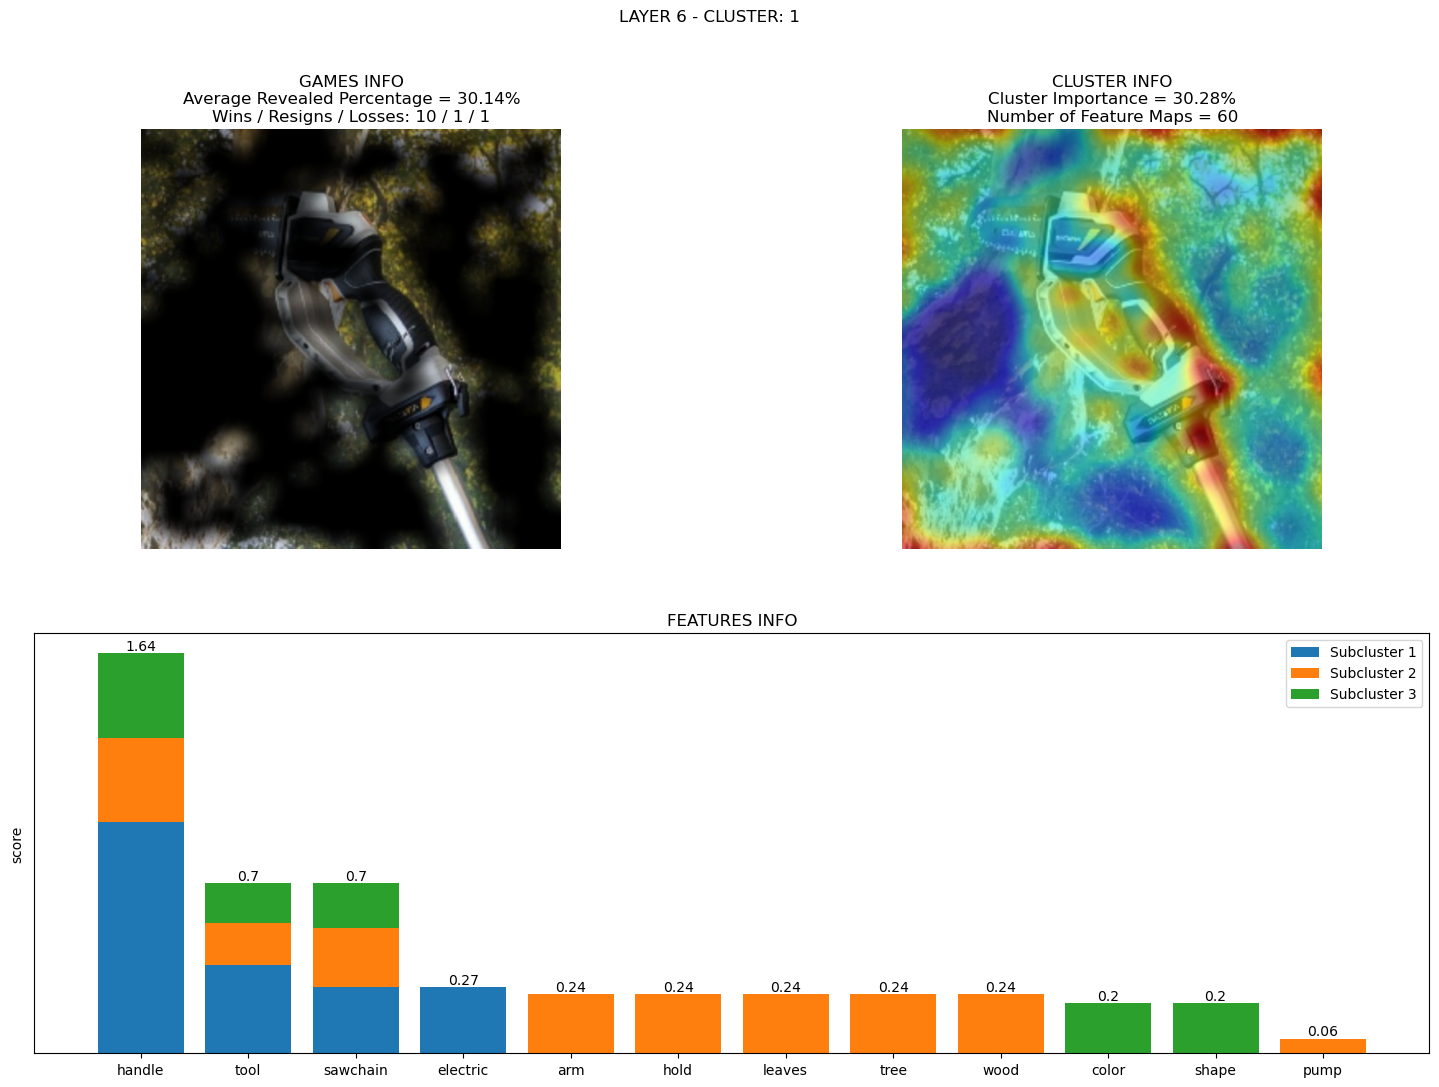 LAYER 6 - CLUSTER: 1
GAMES INFO
Average Revealed Percentage = 30.14%
Wins / Resigns / Losses: 10 / 1 / 1
CLUSTER INFO
Cluster Importance = 30.28%
Number of Feature Maps = 60
FEATURES INFO
Subcluster 1
Subcluster 2
Subcluster 3
score
1.64
0.7
0.7
0.27
0.24
0.24
0.24
0.24
0.24
0.2
0.2
0.06
handle
tool
sawchain
electric
arm
hold
leaves
tree
wood
color
shape
pump